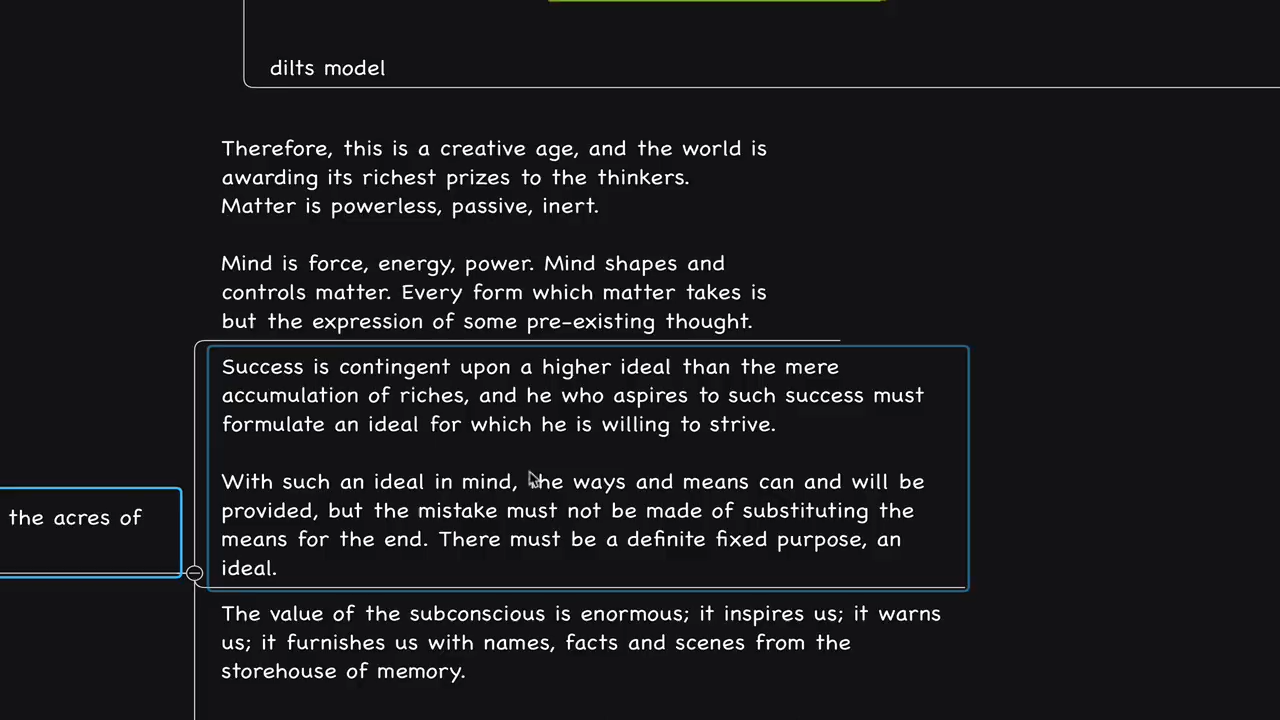 dilts model
Therefore, this is a creative age, and the world is
awarding its richest prizes to the thinkers.
Matter is powerless, passive, inert.
Mind is force, energy, power. Mind shapes and
controls matter. Every form which matter takes is
but the expression of some pre-existing thought.
Success is contingent upon a higher ideal than the mere
accumulation of riches, and he who aspires to such success must
formulate an ideal for which he is willing to strive.
With such an ideal in mind, the ways and means can and will be
provided, but the mistake must not be made of substituting the
means for the end. There must be a definite fixed purpose, an
ideal.
the acres of
The value of the subconscious is enormous; it inspires us; it warns
us; it furnishes us with names, facts and scenes from the
storehouse of memory.